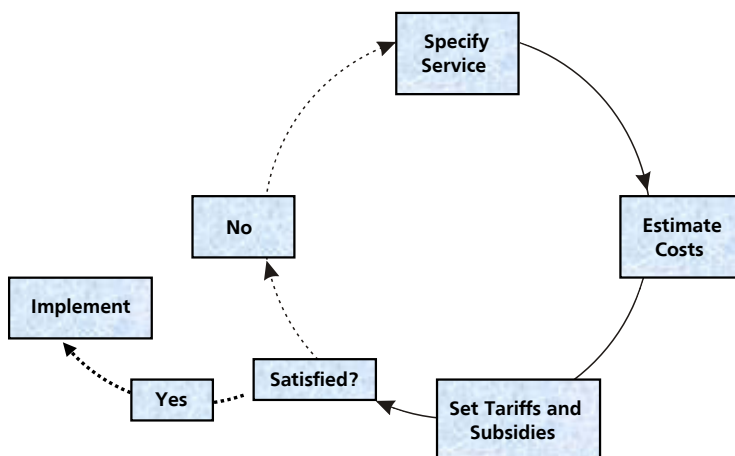 Specify
Service
Estimate
Costs
Set Tariffs and
Subsidies
Satisfied?
No
Yes
Implement